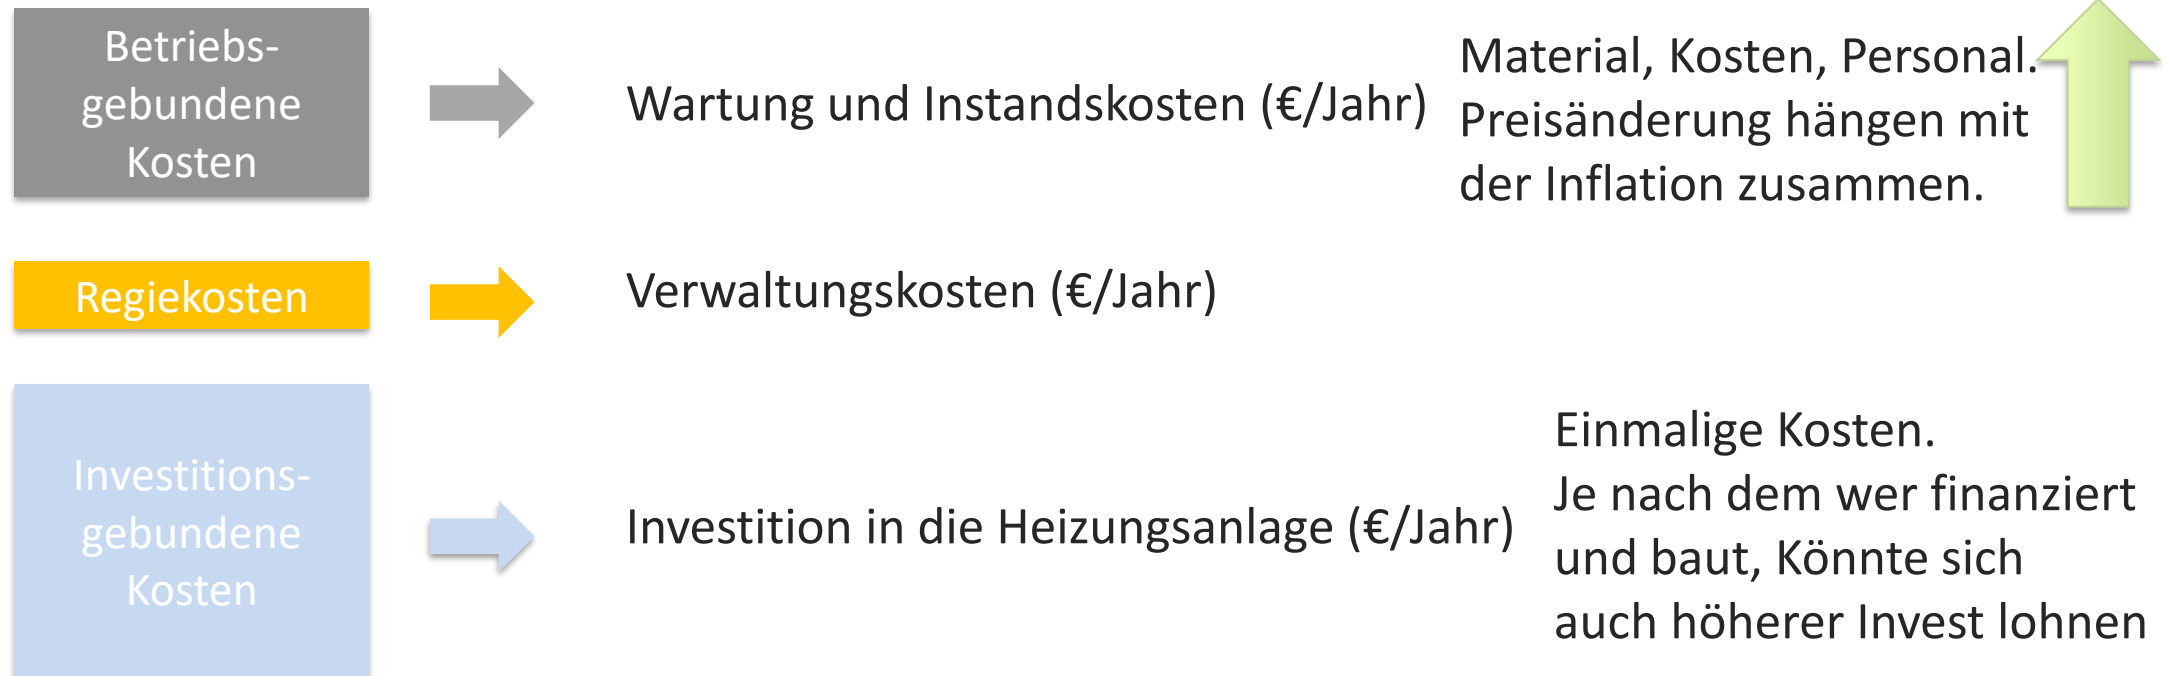 Betriebs-
gebundene
Kosten
Wartung und Instandskosten (€/Jahr)
Material, Kosten, Personal.
Preisänderung hängen mit
der Inflation zusammen.
Regiekosten
Verwaltungskosten (€/Jahr)
Investitions-
gebundene
Kosten
Investition in die Heizungsanlage (€/Jahr)
Einmalige Kosten.
Je nach dem wer finanziert
und baut, Könnte sich
auch höherer Invest lohnen